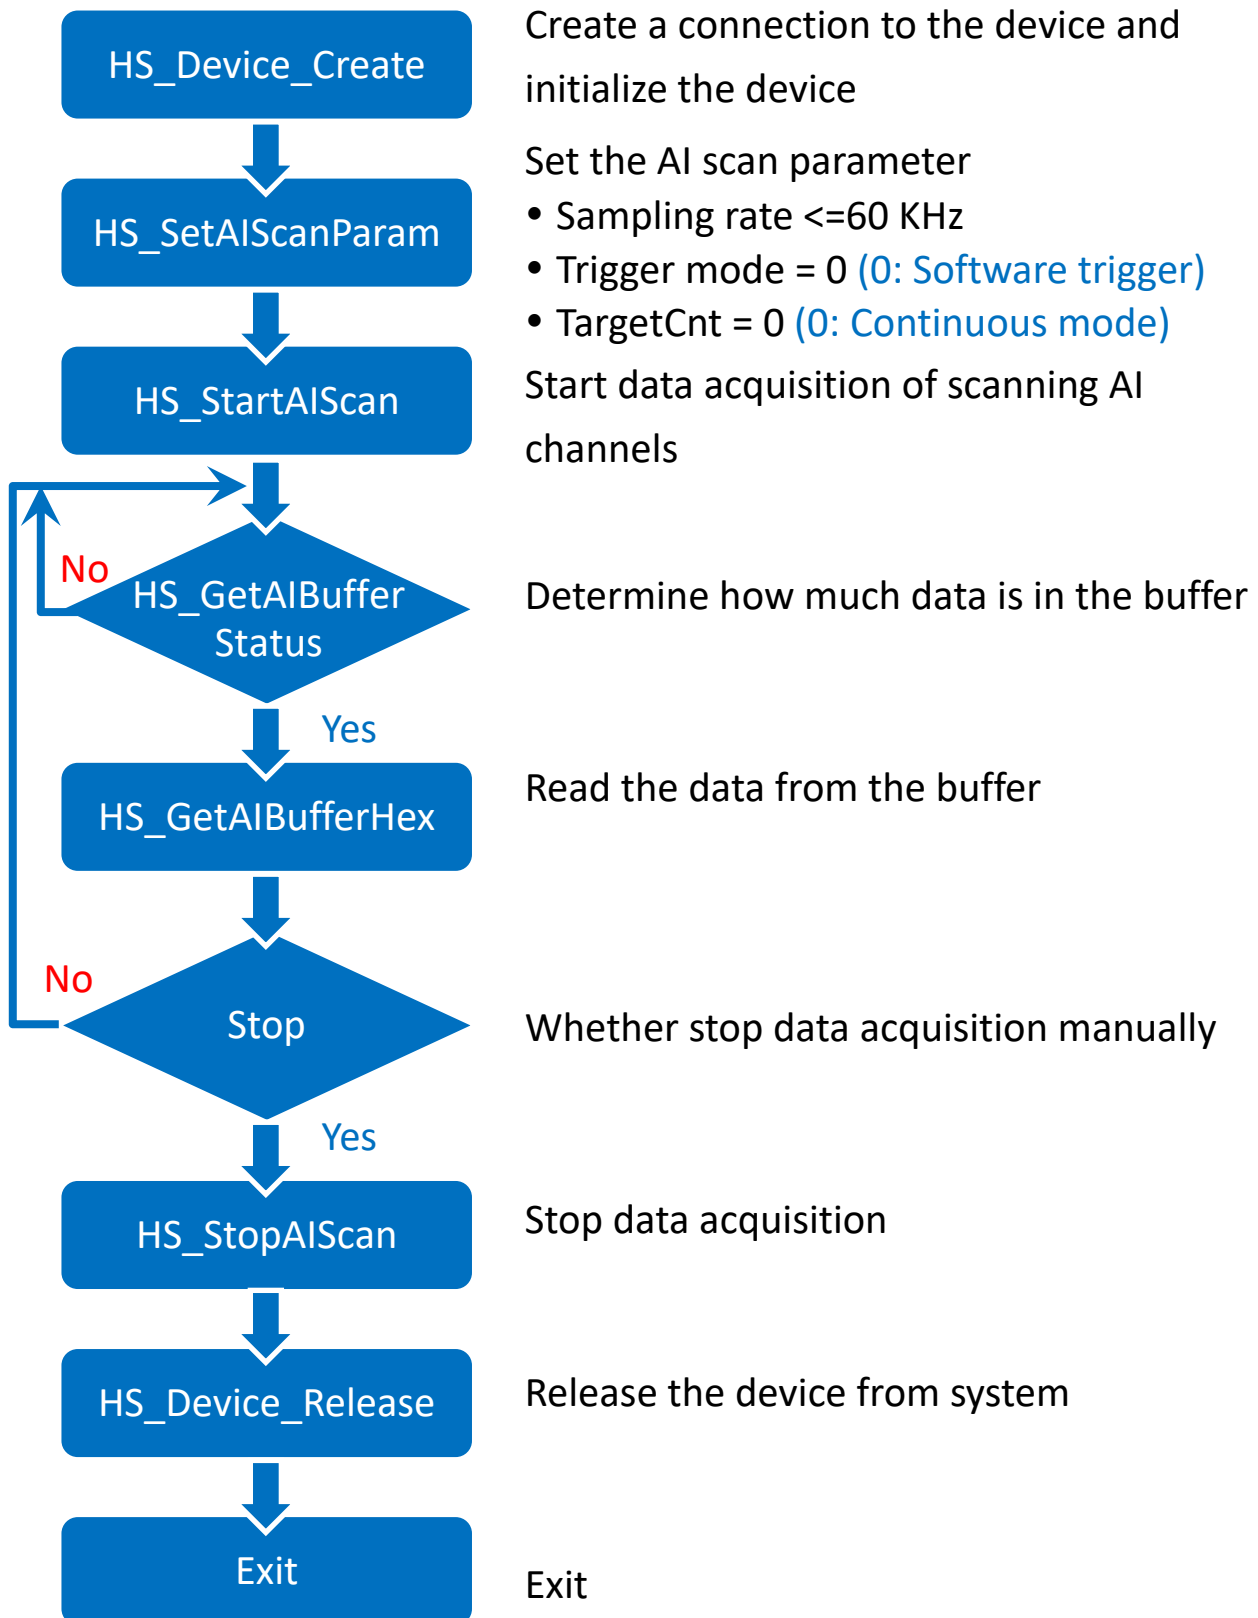 HS_Device_Create
Create a connection to the device and
initialize the device
HS_SetAIScanParam
Set the AI scan parameter
• Sampling rate <=60 KHz
• Trigger mode = 0 (0: Software trigger)
• TargetCnt = 0 (0: Continuous mode)
HS_StartAIScan
Start data acquisition of scanning AI
channels
No
HS_GetAIBuffer
Status
Determine how much data is in the buffer
Yes
HS_GetAIBufferHex
Read the data from the buffer
No
Stop
Whether stop data acquisition manually
Yes
HS_StopAIScan
Stop data acquisition
HS_Device_Release
Release the device from system
Exit
Exit